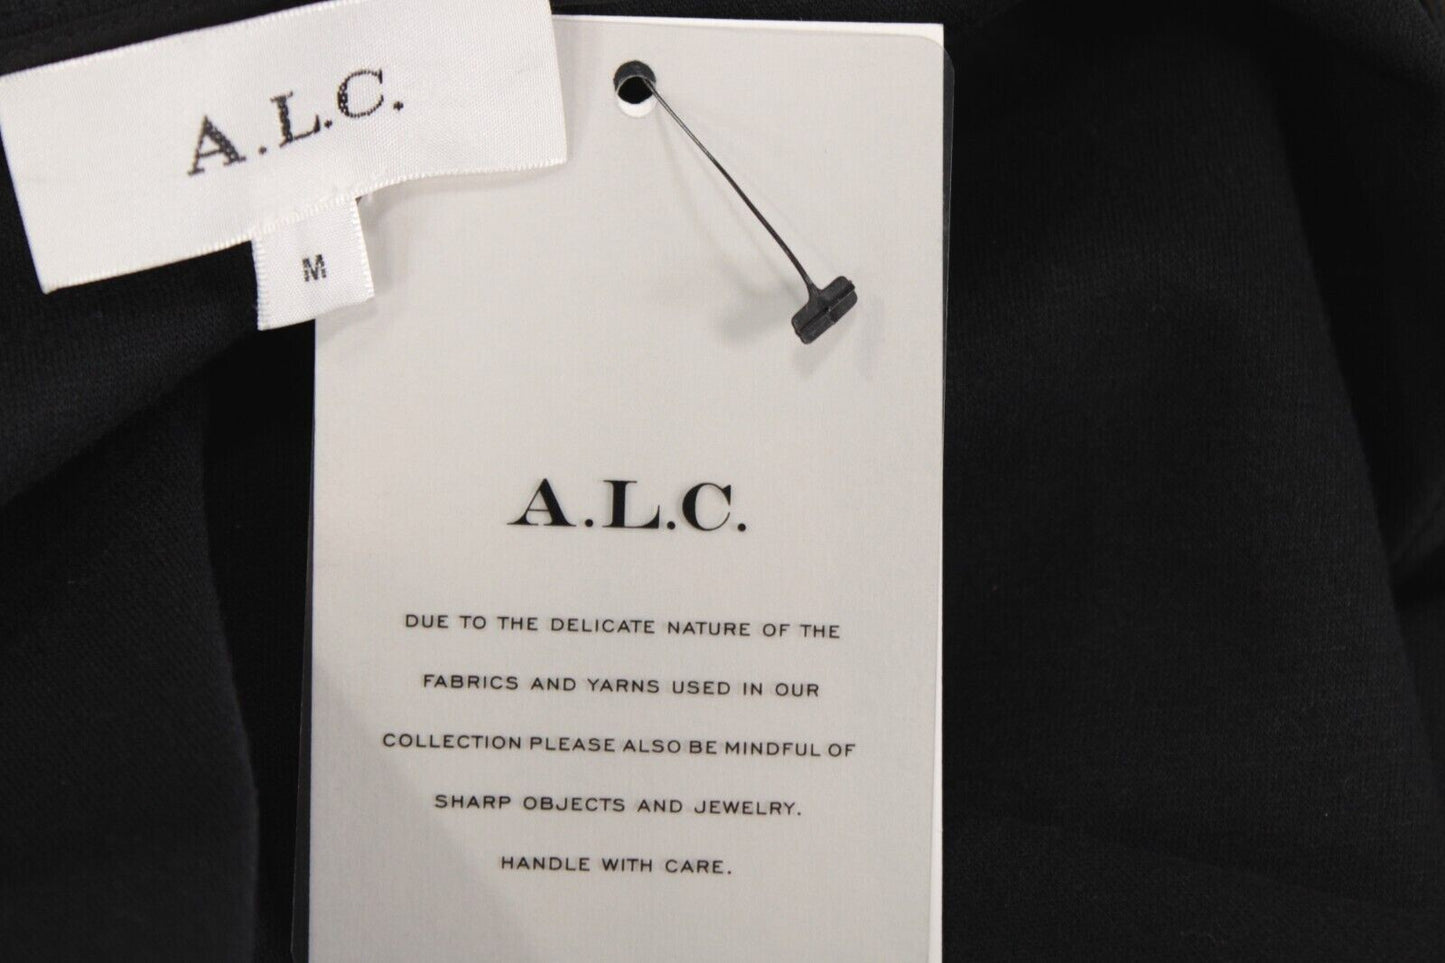 A.L.C.
M
A.L.C.
DUE TO THE DELICATE NATURE OF THE
FABRICS AND YARNS USED IN OUR
COLLECTION PLEASE ALSO BE MINDFUL OF
SHARP OBJECTS AND JEWELRY.
HANDLE WITH CARE.